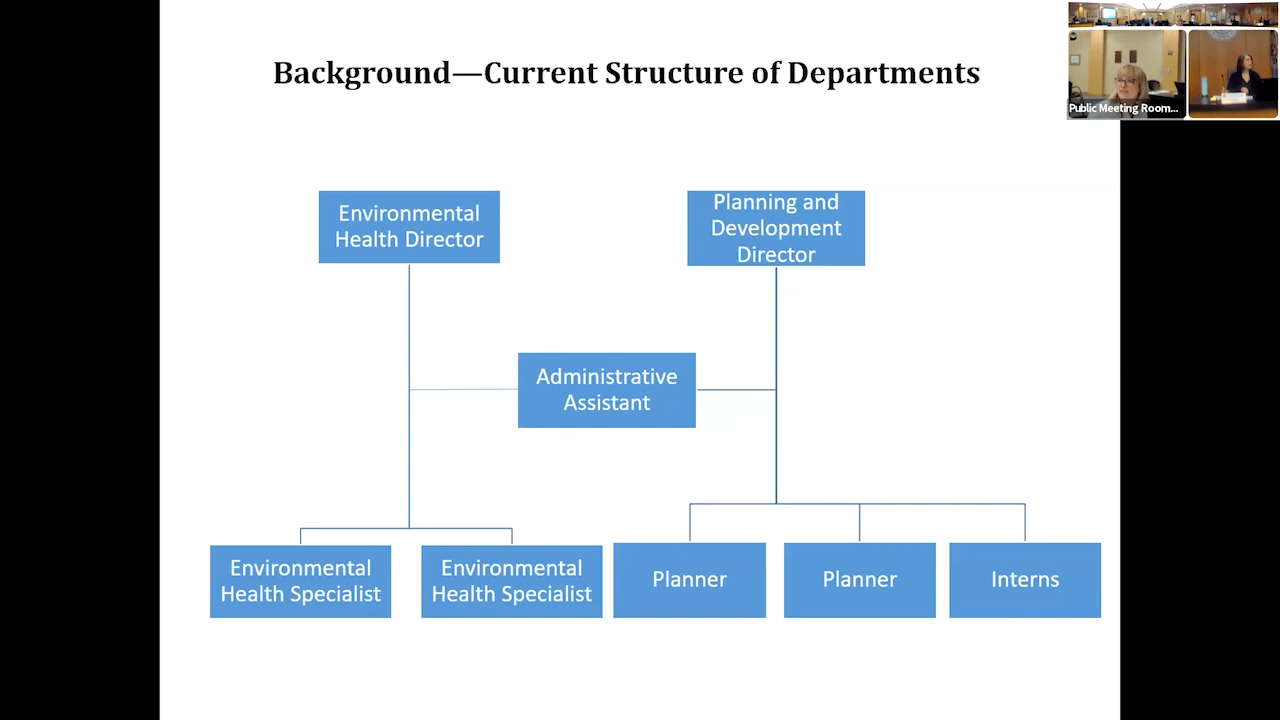 Background—Current Structure of Departments
Public Meeting Room...
Environmental
Health Director
Planning and
Development
Director
Administrative
Assistant
Environmental
Health Specialist
Environmental
Health Specialist
Planner
Planner
Interns